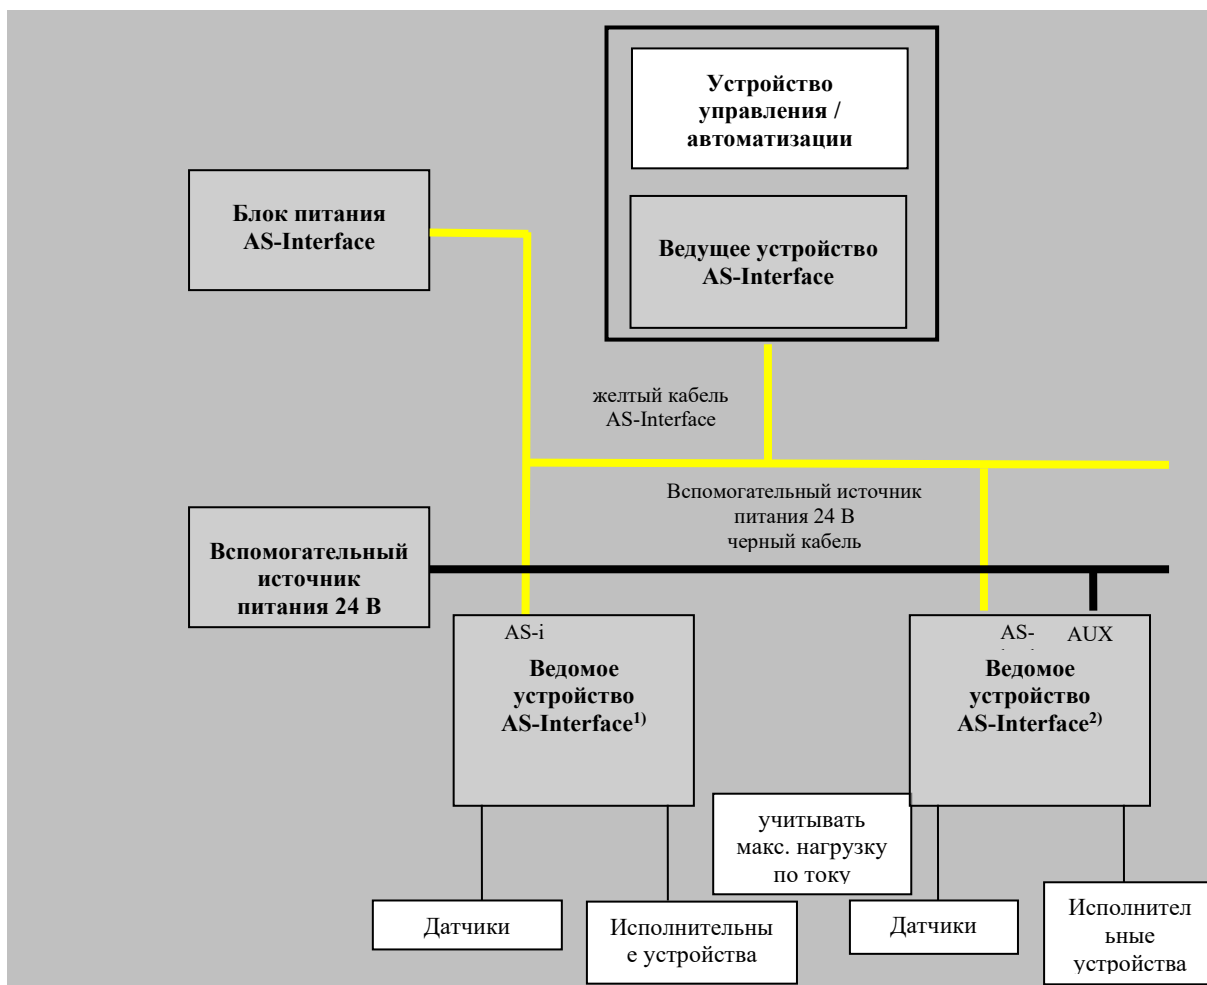 Устройство
управления /
автоматизации
Блок питания
AS-Interface
Ведущее устройство
AS-Interface
желтый кабель
AS-Interface
Вспомогательный источник
питания 24 В
черный кабель
Вспомогательный
источник
питания 24 В
AS-i
Ведомое
устройство
AS-Interface¹⁾
AS-
AUX
Ведомое
устройство
AS-Interface²⁾
учитывать
макс. нагрузку
по току
Датчики
Исполнительны
е устройства
Датчики
Исполнител
ьные
устройства